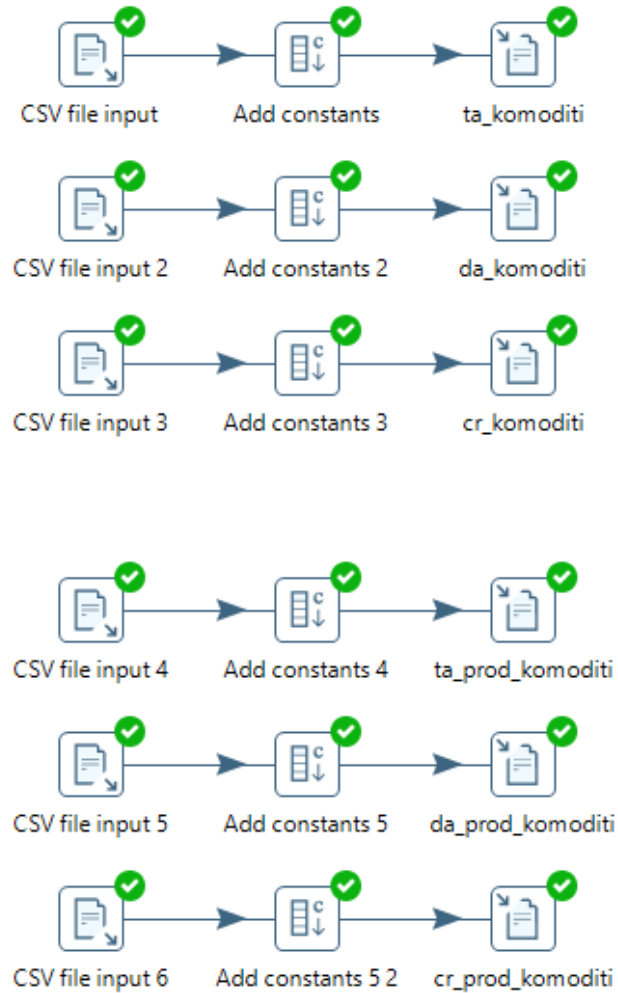 CSV file input Add constants ta_komoditi
CSV file input 2 Add constants 2 da_komoditi
CSV file input 3 Add constants 3 cr_komoditi
CSV file input 4 Add constants 4 ta_prod_komoditi
CSV file input 5 Add constants 5 da_prod_komoditi
CSV file input 6 Add constants 5 2 cr_prod_komoditi